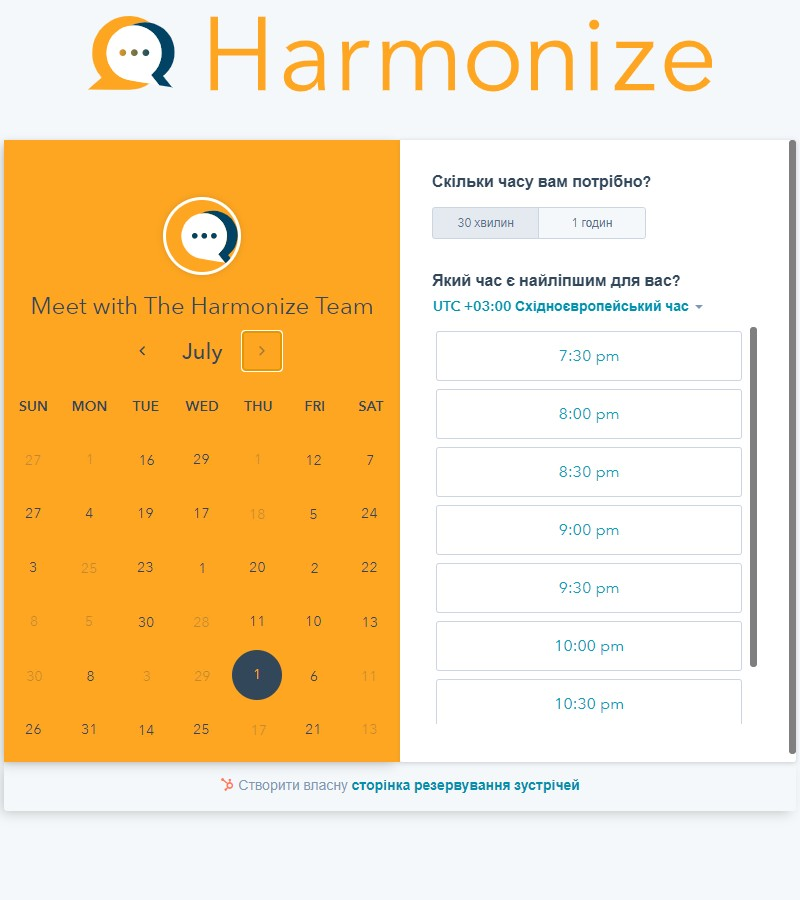 Harmonize
Meet with The Harmonize Team
July
SUN MON TUE WED THU FRI SAT
27 1 16 29 1 12 7
27 4 19 17 18 5 24
3 25 23 1 20 2 22
8 5 30 28 11 10 13
30 8 3 29 1 6 11
26 31 14 25 17 21 13
Скільки часу вам потрібно?
30 хвилин 1 годин
Який час є найліпшим для вас?
UTC +03:00 Східноєвропейський час
7:30 pm
8:00 pm
8:30 pm
9:00 pm
9:30 pm
10:00 pm
10:30 pm
Створити власну сторінка резервування зустрічей